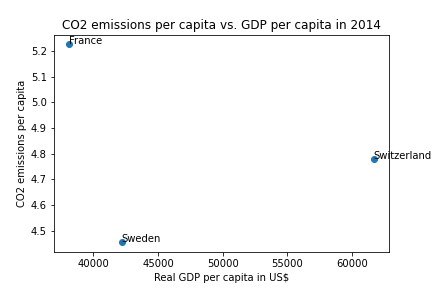 CO2 emissions per capita vs. GDP per capita in 2014
France
5.2
5.1
5.0
4.9
4.8
4.7
4.6
4.5
CO2 emissions per capita
Switzerland
Sweden
40000 45000 50000 55000 60000
Real GDP per capita in US$